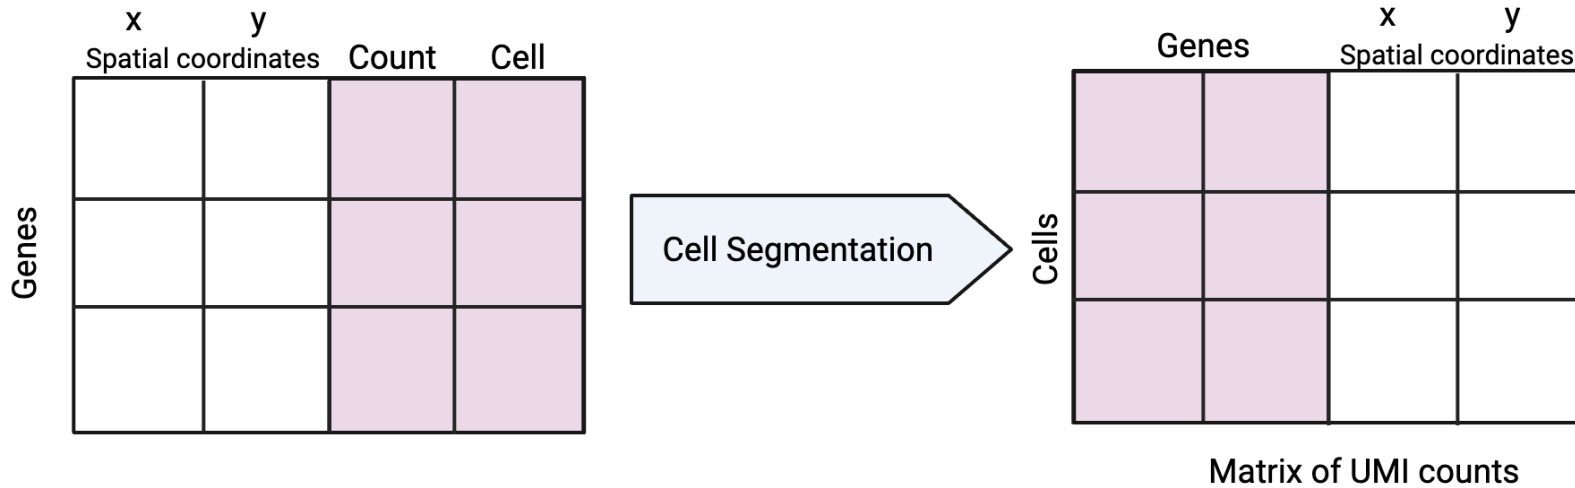 x y
Spatial coordinates Count Cell
Genes
Cell Segmentation
x y
Genes
Spatial coordinates
Cells
Matrix of UMI counts